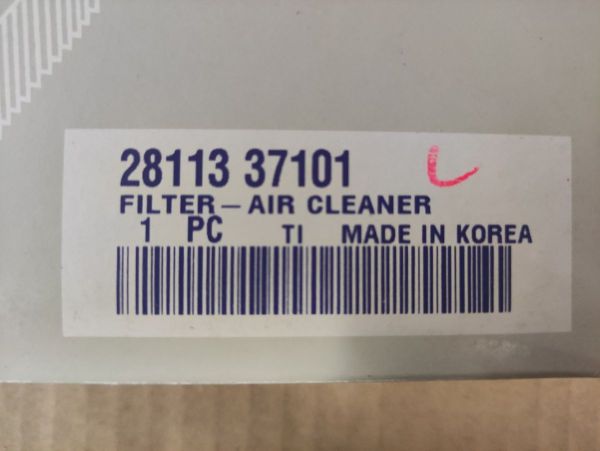 28113 37101
FILTER - AIR CLEANER
1 PC TI MADE IN KOREA